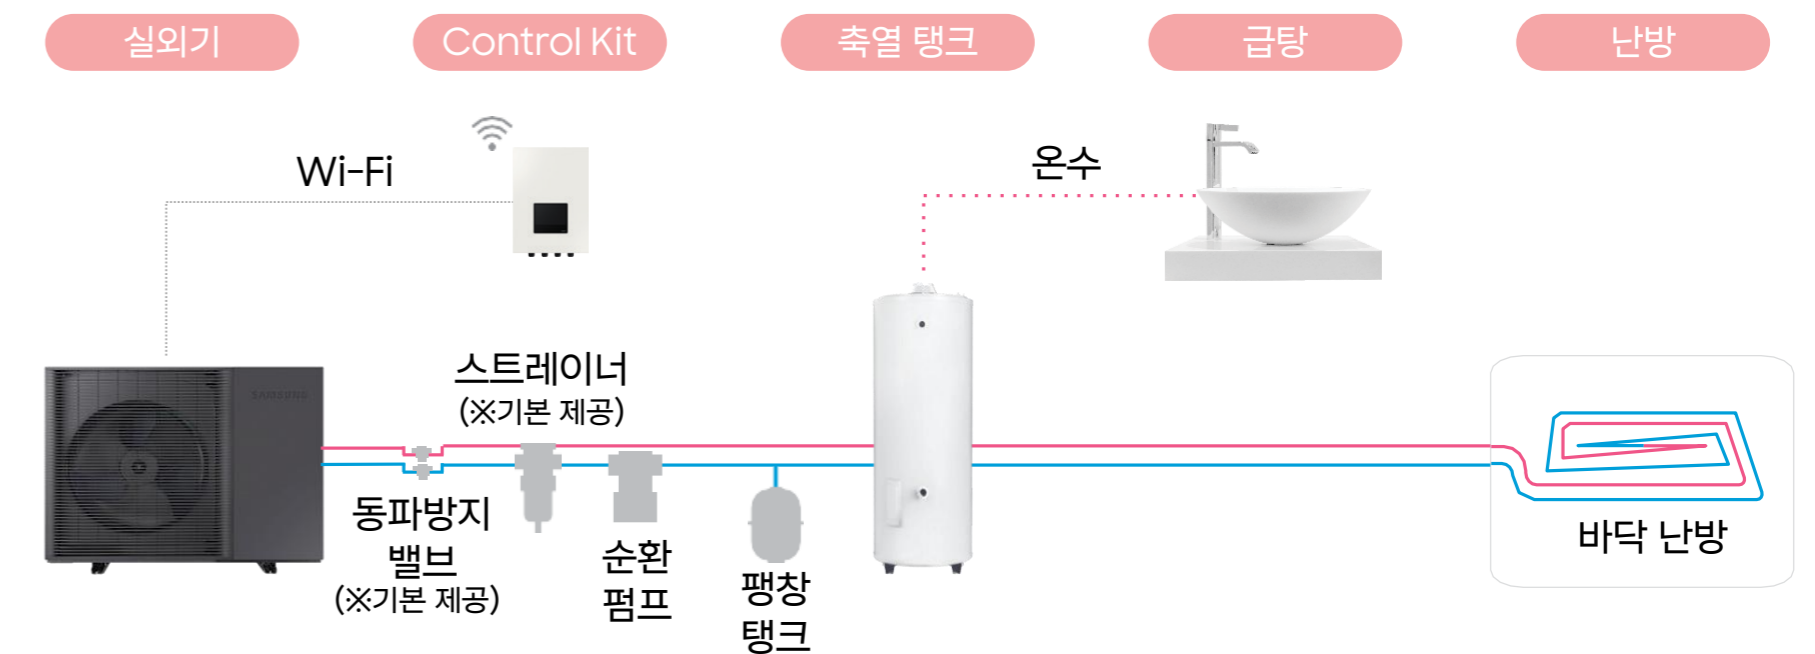 실외기
Control Kit
축열 탱크
급탕
난방
Wi-Fi
온수
SAMSUNG
스트레이너
(※기본 제공)
동파방지
밸브
(※기본 제공)
순환
펌프
팽창
탱크
바닥 난방